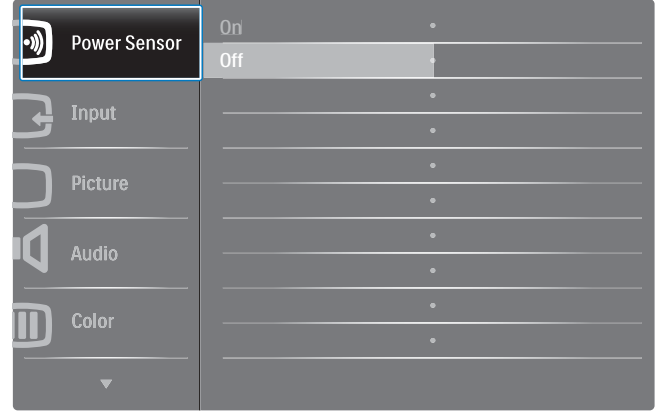 Power Sensor
On
Off
Input
Picture
Audio
Color